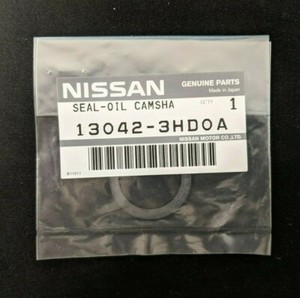 NISSAN GENUINE PARTS
Made in Japan
SEAL-OIL CAMSHA 1
13042-3HD0A
NISSAN MOTOR CO.,LTD.